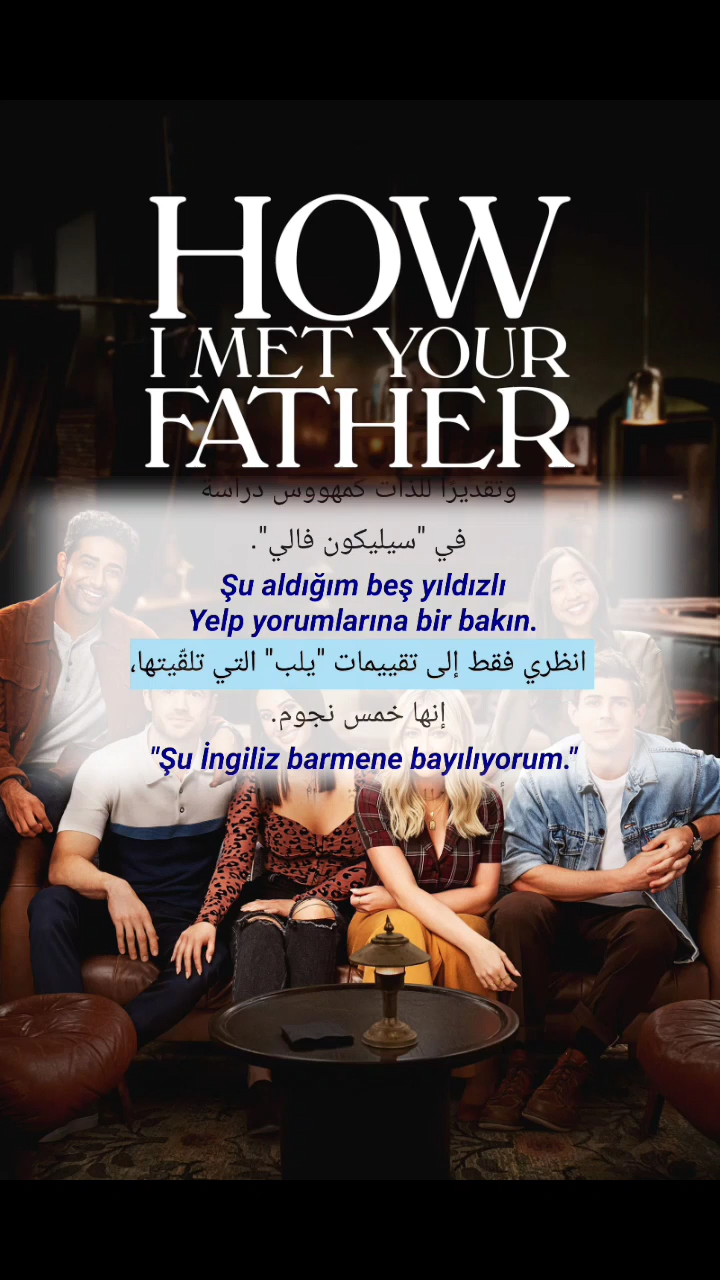 HOW
I MET YOUR
FATHER
وتقديرًا للذات كمهووس دراسة
في "سيليكون فالي".
Şu aldığım beş yıldızlı
Yelp yorumlarına bir bakın.
انظري فقط إلى تقييمات "يلب" التي تلقّيتها،
إنها خمس نجوم.
"Şu İngiliz barmene bayılıyorum."